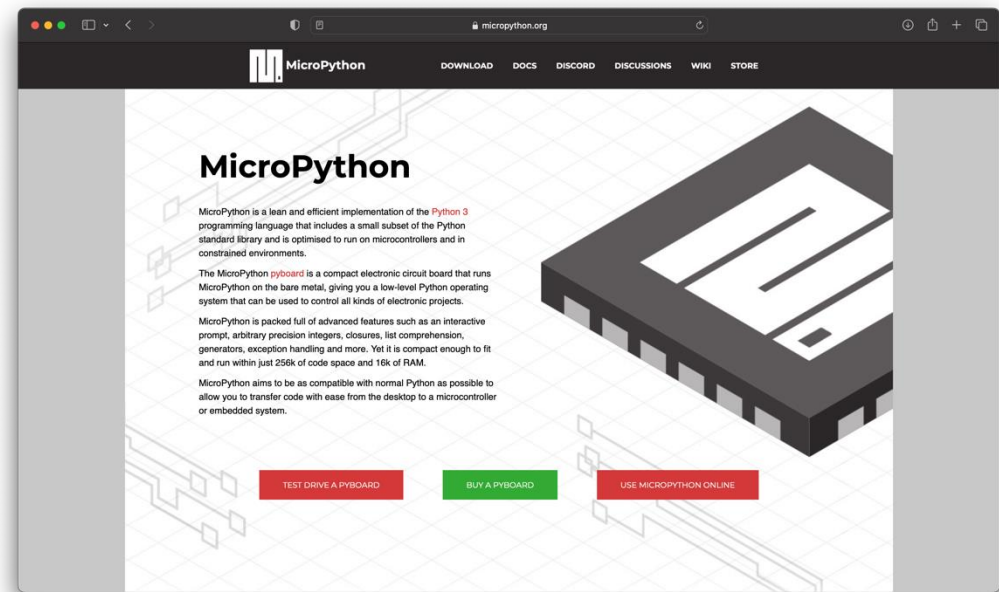 micropython.org
MicroPython
DOWNLOAD DOCS DISCORD DISCUSSIONS WIKI STORE
MicroPython
MicroPython is a lean and efficient implementation of the Python 3
programming language that includes a small subset of the Python
standard library and is optimised to run on microcontrollers and in
constrained environments.
The MicroPython pyboard is a compact electronic circuit board that runs
MicroPython on the bare metal, giving you a low-level Python operating
system that can be used to control all kinds of electronic projects.
MicroPython is packed full of advanced features such as an interactive
prompt, arbitrary precision integers, closures, list comprehension,
generators, exception handling and more. Yet it is compact enough to fit
and run within just 256k of code space and 16k of RAM.
MicroPython aims to be as compatible with normal Python as possible to
allow you to transfer code with ease from the desktop to a microcontroller
or embedded system.
TEST DRIVE A PYBOARD BUY A PYBOARD USE MICROPYTHON ONLINE